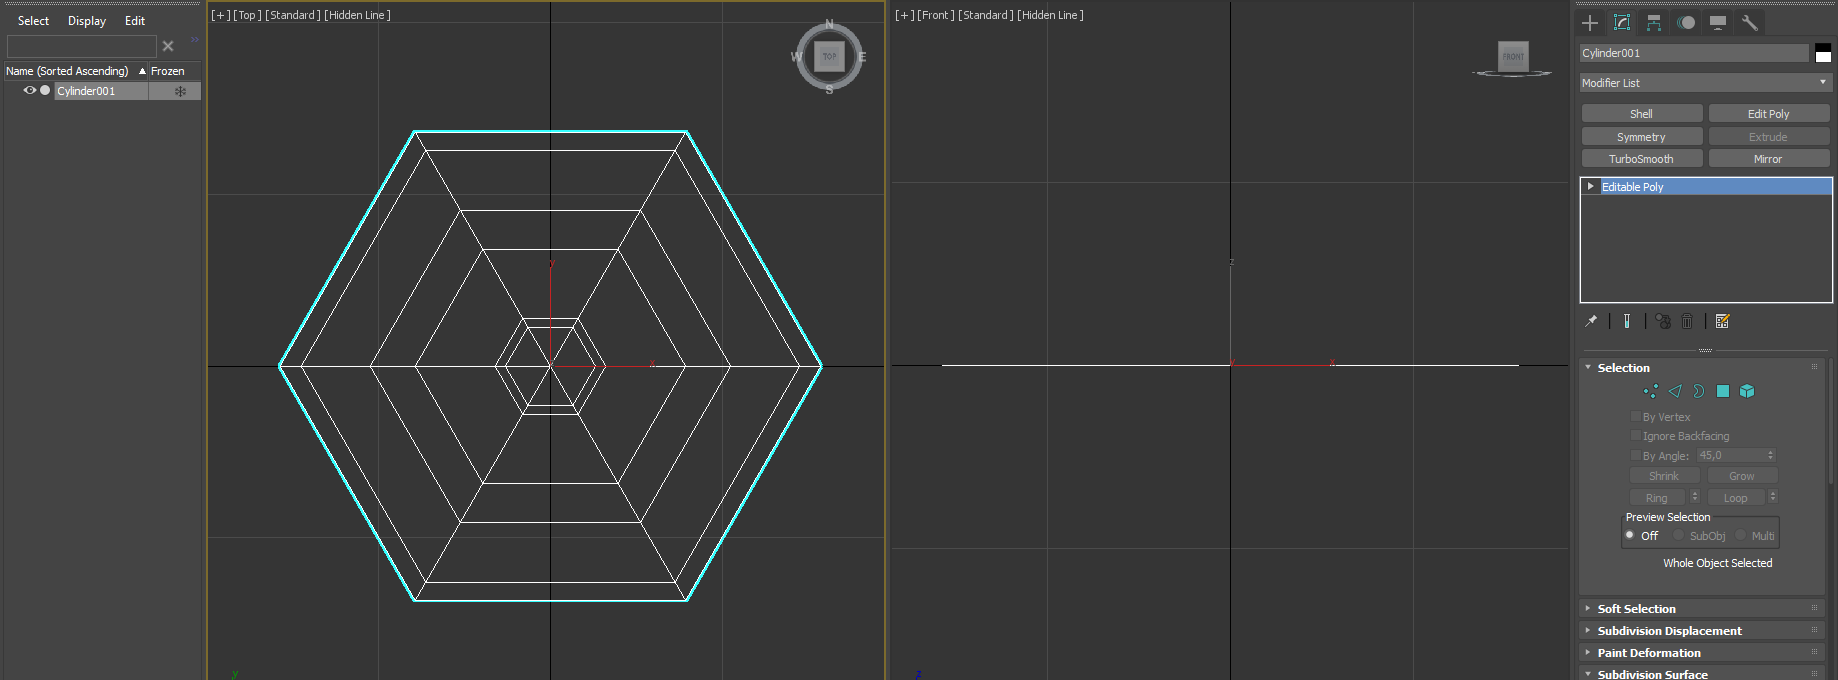 Select Display Edit
Name (Sorted Ascending) Frozen
Cylinder001
[+] [Top] [Standard] [Hidden Line]
N
W TOP E
S
y
x
y
[+] [Front] [Standard] [Hidden Line]
FRONT
z
y x
z
Cylinder001
Modifier List
Shell Edit Poly
Symmetry Extrude
TurboSmooth Mirror
Editable Poly
Selection
By Vertex
Ignore Backfacing
By Angle: 45,0
Shrink Grow
Ring Loop
Preview Selection
Off SubObj Multi
Whole Object Selected
Soft Selection
Subdivision Displacement
Paint Deformation
Subdivision Surface